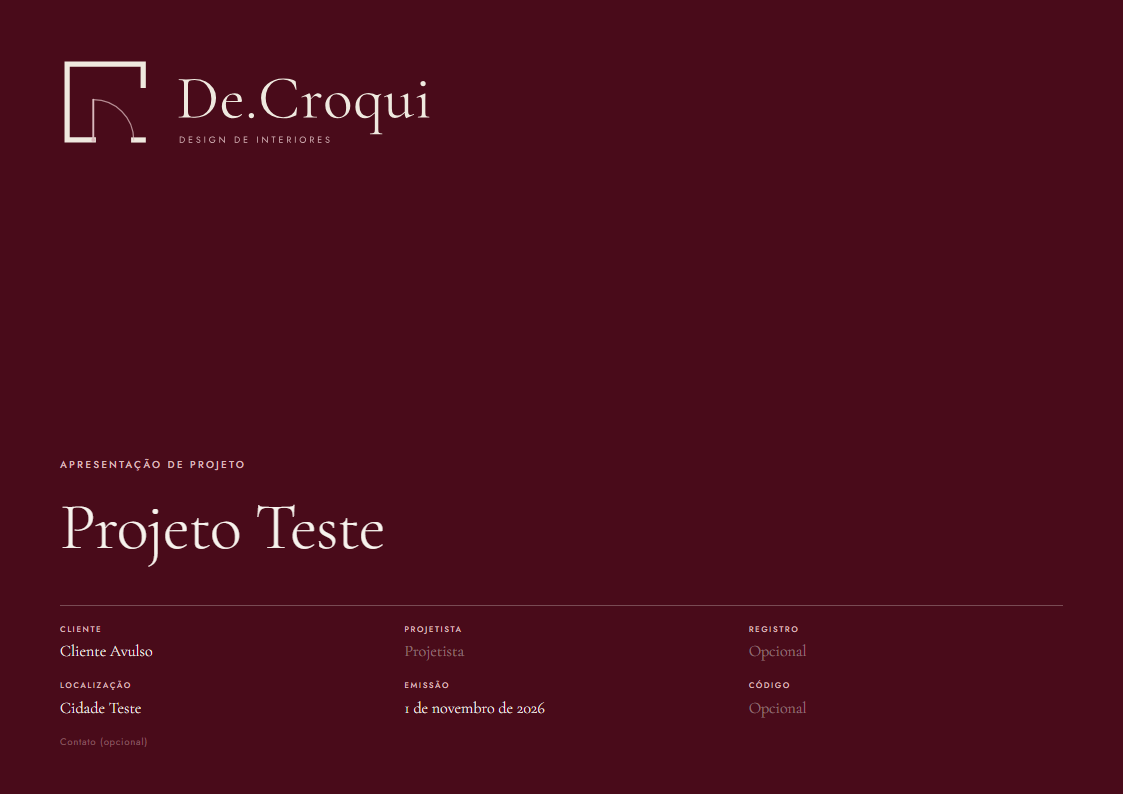 De.Croqui
DESIGN DE INTERIORES
APRESENTAÇÃO DE PROJETO
Projeto Teste
CLIENTE
Cliente Avulso
PROJETISTA
Projetista
REGISTRO
Opcional
LOCALIZAÇÃO
Cidade Teste
EMISSÃO
1 de novembro de 2026
CÓDIGO
Opcional
Contato (opcional)